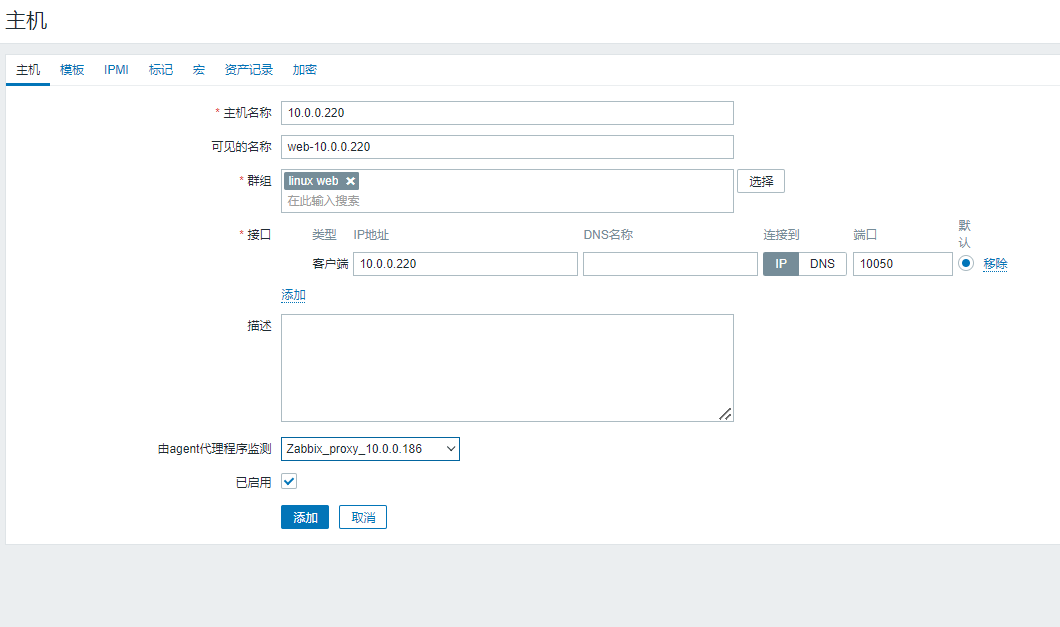 主机
主机 模板 IPMI 标记 宏 资产记录 加密
* 主机名称 10.0.0.220
可见的名称 web-10.0.0.220
* 群组 linux web 选择
在此输入搜索
* 接口 类型 IP地址 DNS名称 连接到 端口 默认
客户端 10.0.0.220 IP DNS 10050 移除
添加
描述
由agent代理程序监测 Zabbix_proxy_10.0.0.186
已启用
添加 取消